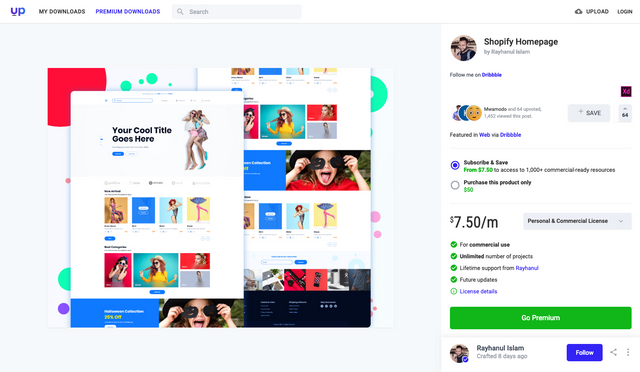 up
MY DOWNLOADS
PREMIUM DOWNLOADS
Search
UPLOAD
LOGIN
Your Cool Title
Goes Here
New Arrival
Best Categories
Halloween Collection
25% Off
Shopify Homepage
by Rayhanul Islam
Follow me on Dribbble
Xd
Mwamodo and 64 upvoted,
1,452 viewed this post.
+ SAVE
64
Featured in Web via Dribbble
Subscribe & Save
From $7.50 to access to 1,000+ commercial-ready resources
Purchase this product only
$50
$7.50/m
Personal & Commercial License
For commercial use
Unlimited number of projects
Lifetime support from Rayhanul
Future updates
License details
Go Premium
Rayhanul Islam
Crafted 8 days ago
Follow